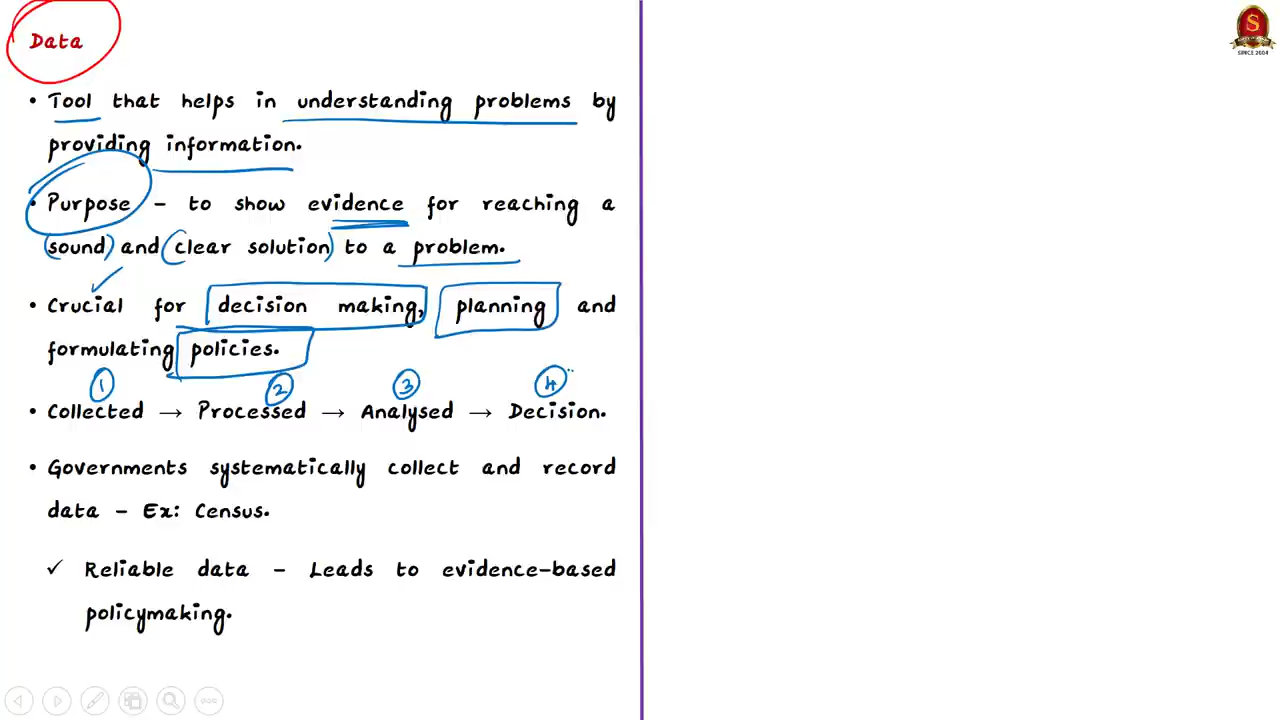 Data
• Tool that helps in understanding problems by
providing information.
• Purpose - to show evidence for reaching a
(sound) and (clear solution) to a problem.
• Crucial for decision making, planning and
formulating policies.
1 2 3 4
• Collected → Processed → Analysed → Decision.
• Governments systematically collect and record
data - Ex: Census.
✓ Reliable data - Leads to evidence-based
policymaking.
S
SINCE 2004